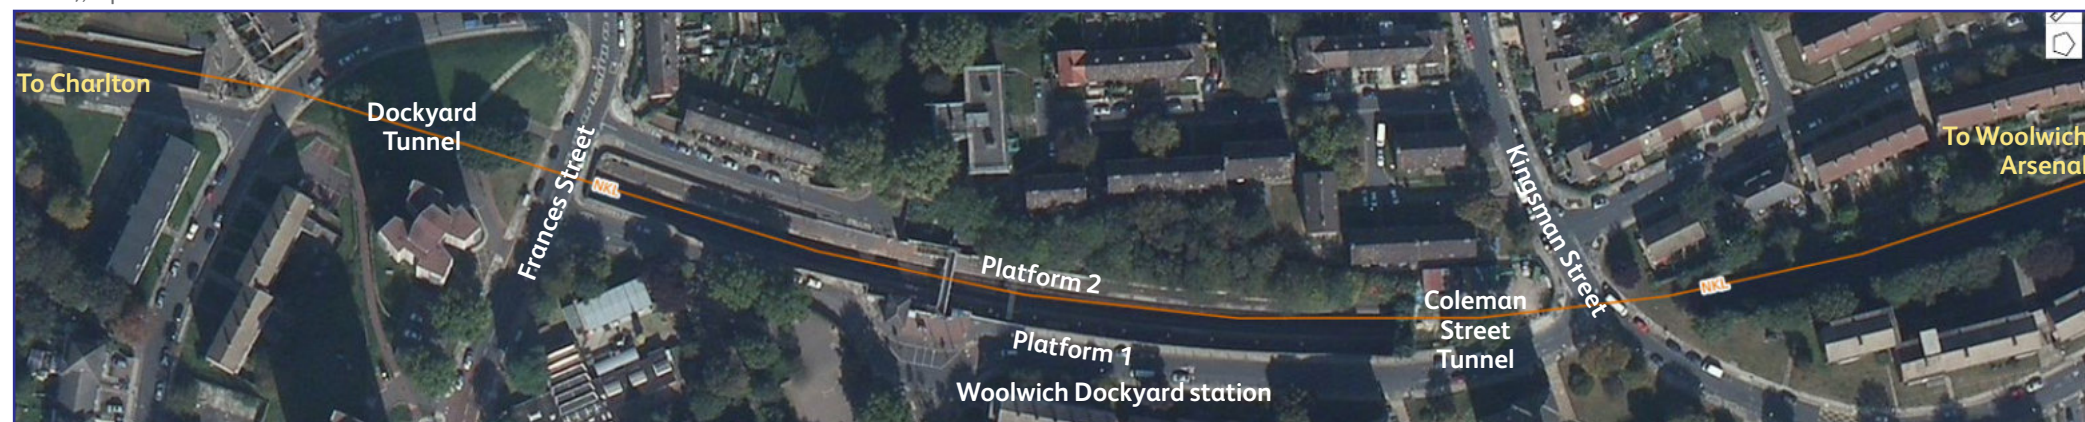 To Charlton
Dockyard
Tunnel
Frances Street
NKL
Platform 2
Platform 1
Woolwich Dockyard station
Coleman
Street
Tunnel
Kingsman Street
NKL
To Woolwich
Arsenal